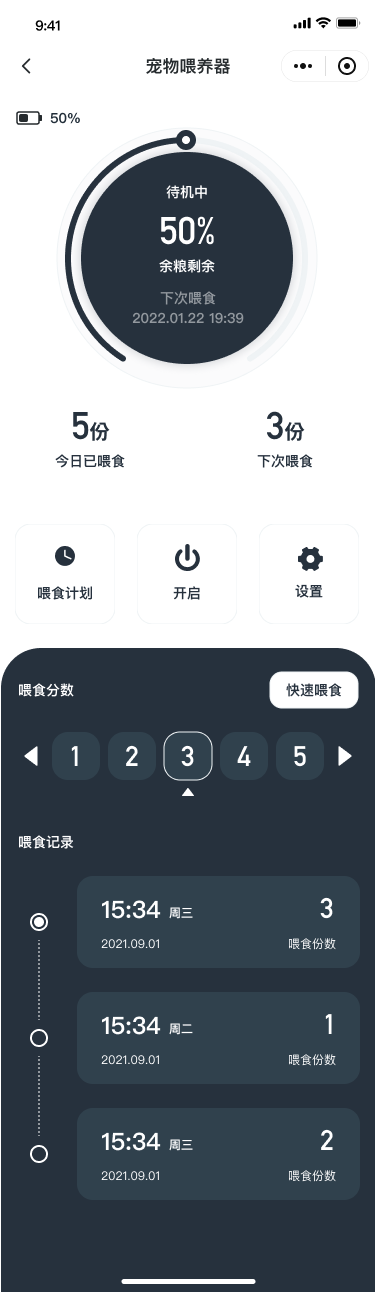 9:41
宠物喂养器
50%
待机中
50%
余粮剩余
下次喂食
2022.01.22 19:39
5份
3份
今日已喂食
下次喂食
喂食计划
开启
设置
喂食分数
快速喂食
1 2 3 4 5
喂食记录
15:34 周三 3
2021.09.01 喂食份数
15:34 周二 1
2021.09.01 喂食份数
15:34 周三 2
2021.09.01 喂食份数